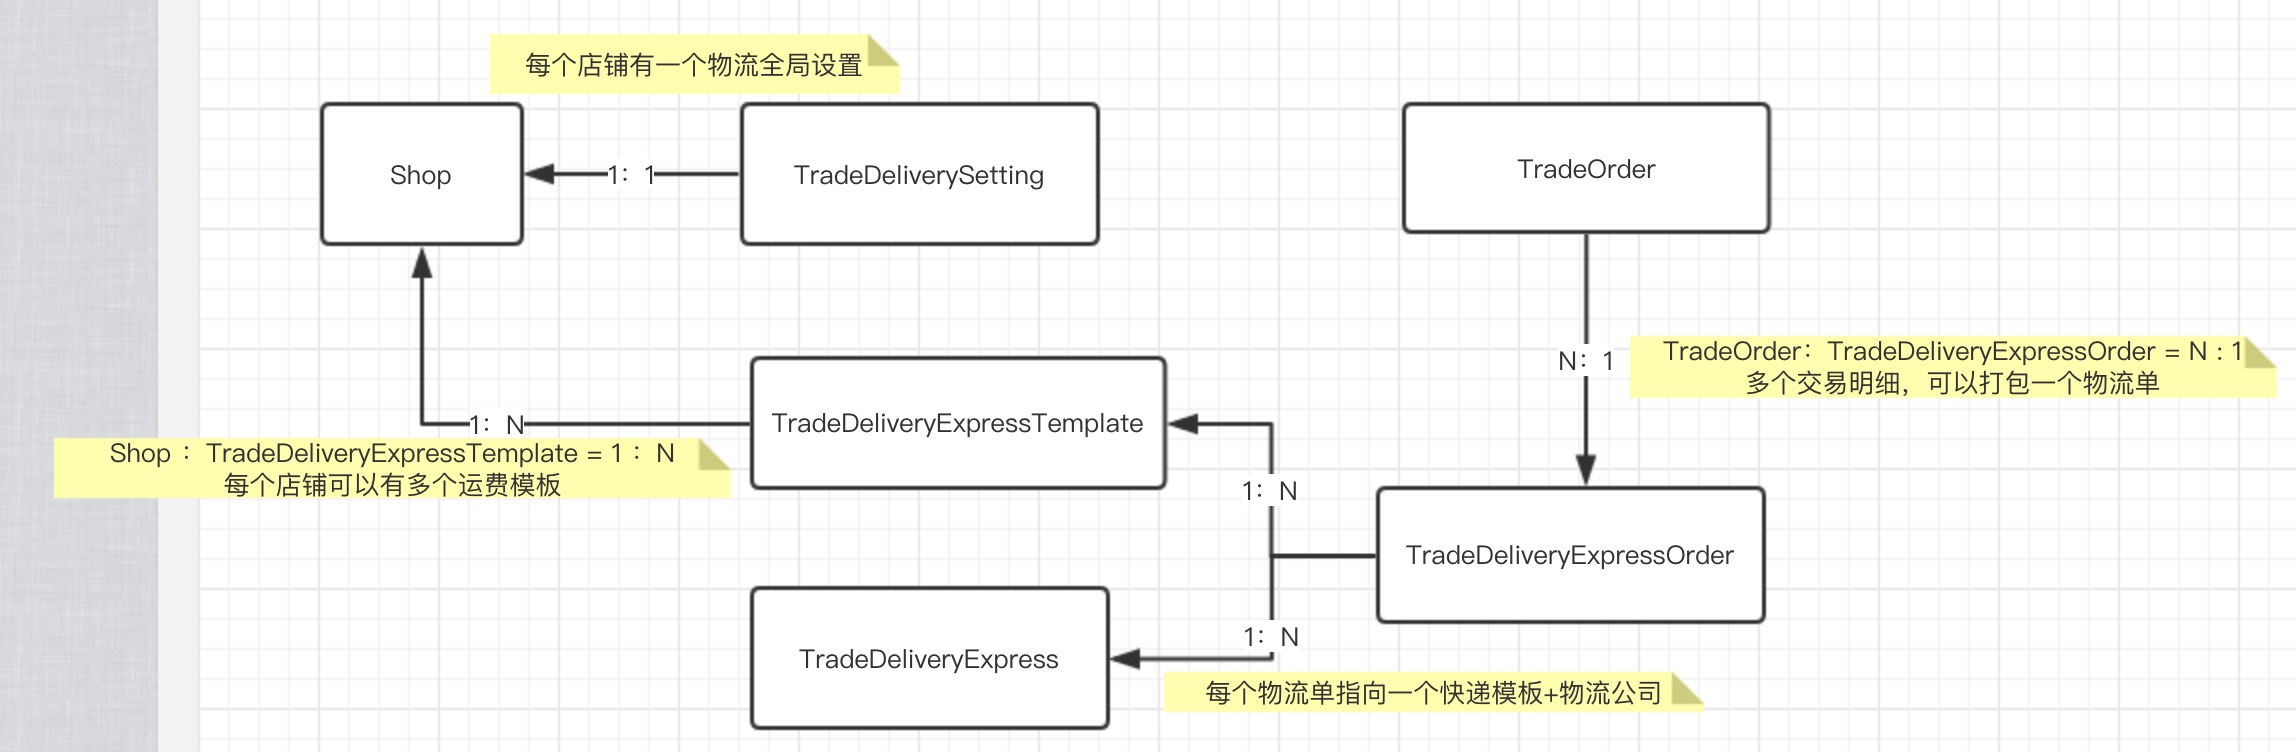 每个店铺有一个物流全局设置
Shop
1：1
TradeDeliverySetting
TradeOrder
N：1
TradeOrder：TradeDeliveryExpressOrder = N : 1
多个交易明细，可以打包一个物流单
TradeDeliveryExpressTemplate
1：N
Shop ：TradeDeliveryExpressTemplate = 1 ：N
每个店铺可以有多个运费模板
1：N
TradeDeliveryExpressOrder
1：N
TradeDeliveryExpress
每个物流单指向一个快递模板+物流公司